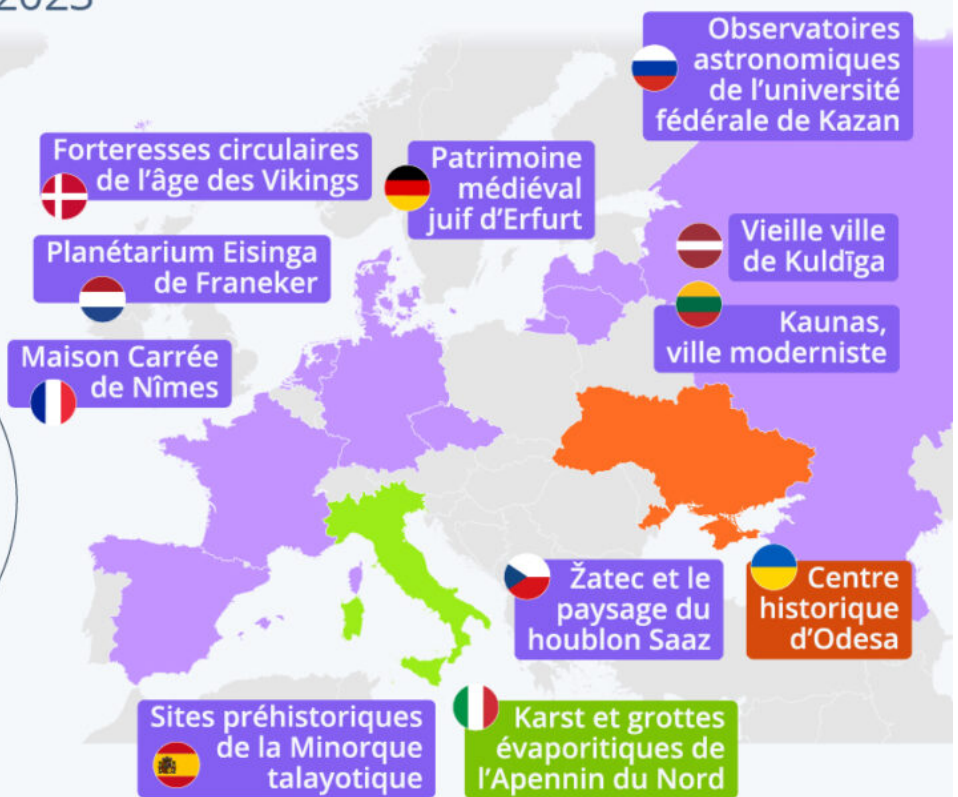 2023
Observatoires
astronomiques
de l'université
fédérale de Kazan
Forteresses circulaires
de l'âge des Vikings
Patrimoine
médiéval
juif d'Erfurt
Planétarium Eisinga
de Franeker
Vieille ville
de Kuldīga
Kaunas,
ville moderniste
Maison Carrée
de Nîmes
Žatec et le
paysage du
houblon Saaz
Centre
historique
d'Odesa
Sites préhistoriques
de la Minorque
talayotique
Karst et grottes
évaporitiques de
l'Apennin du Nord